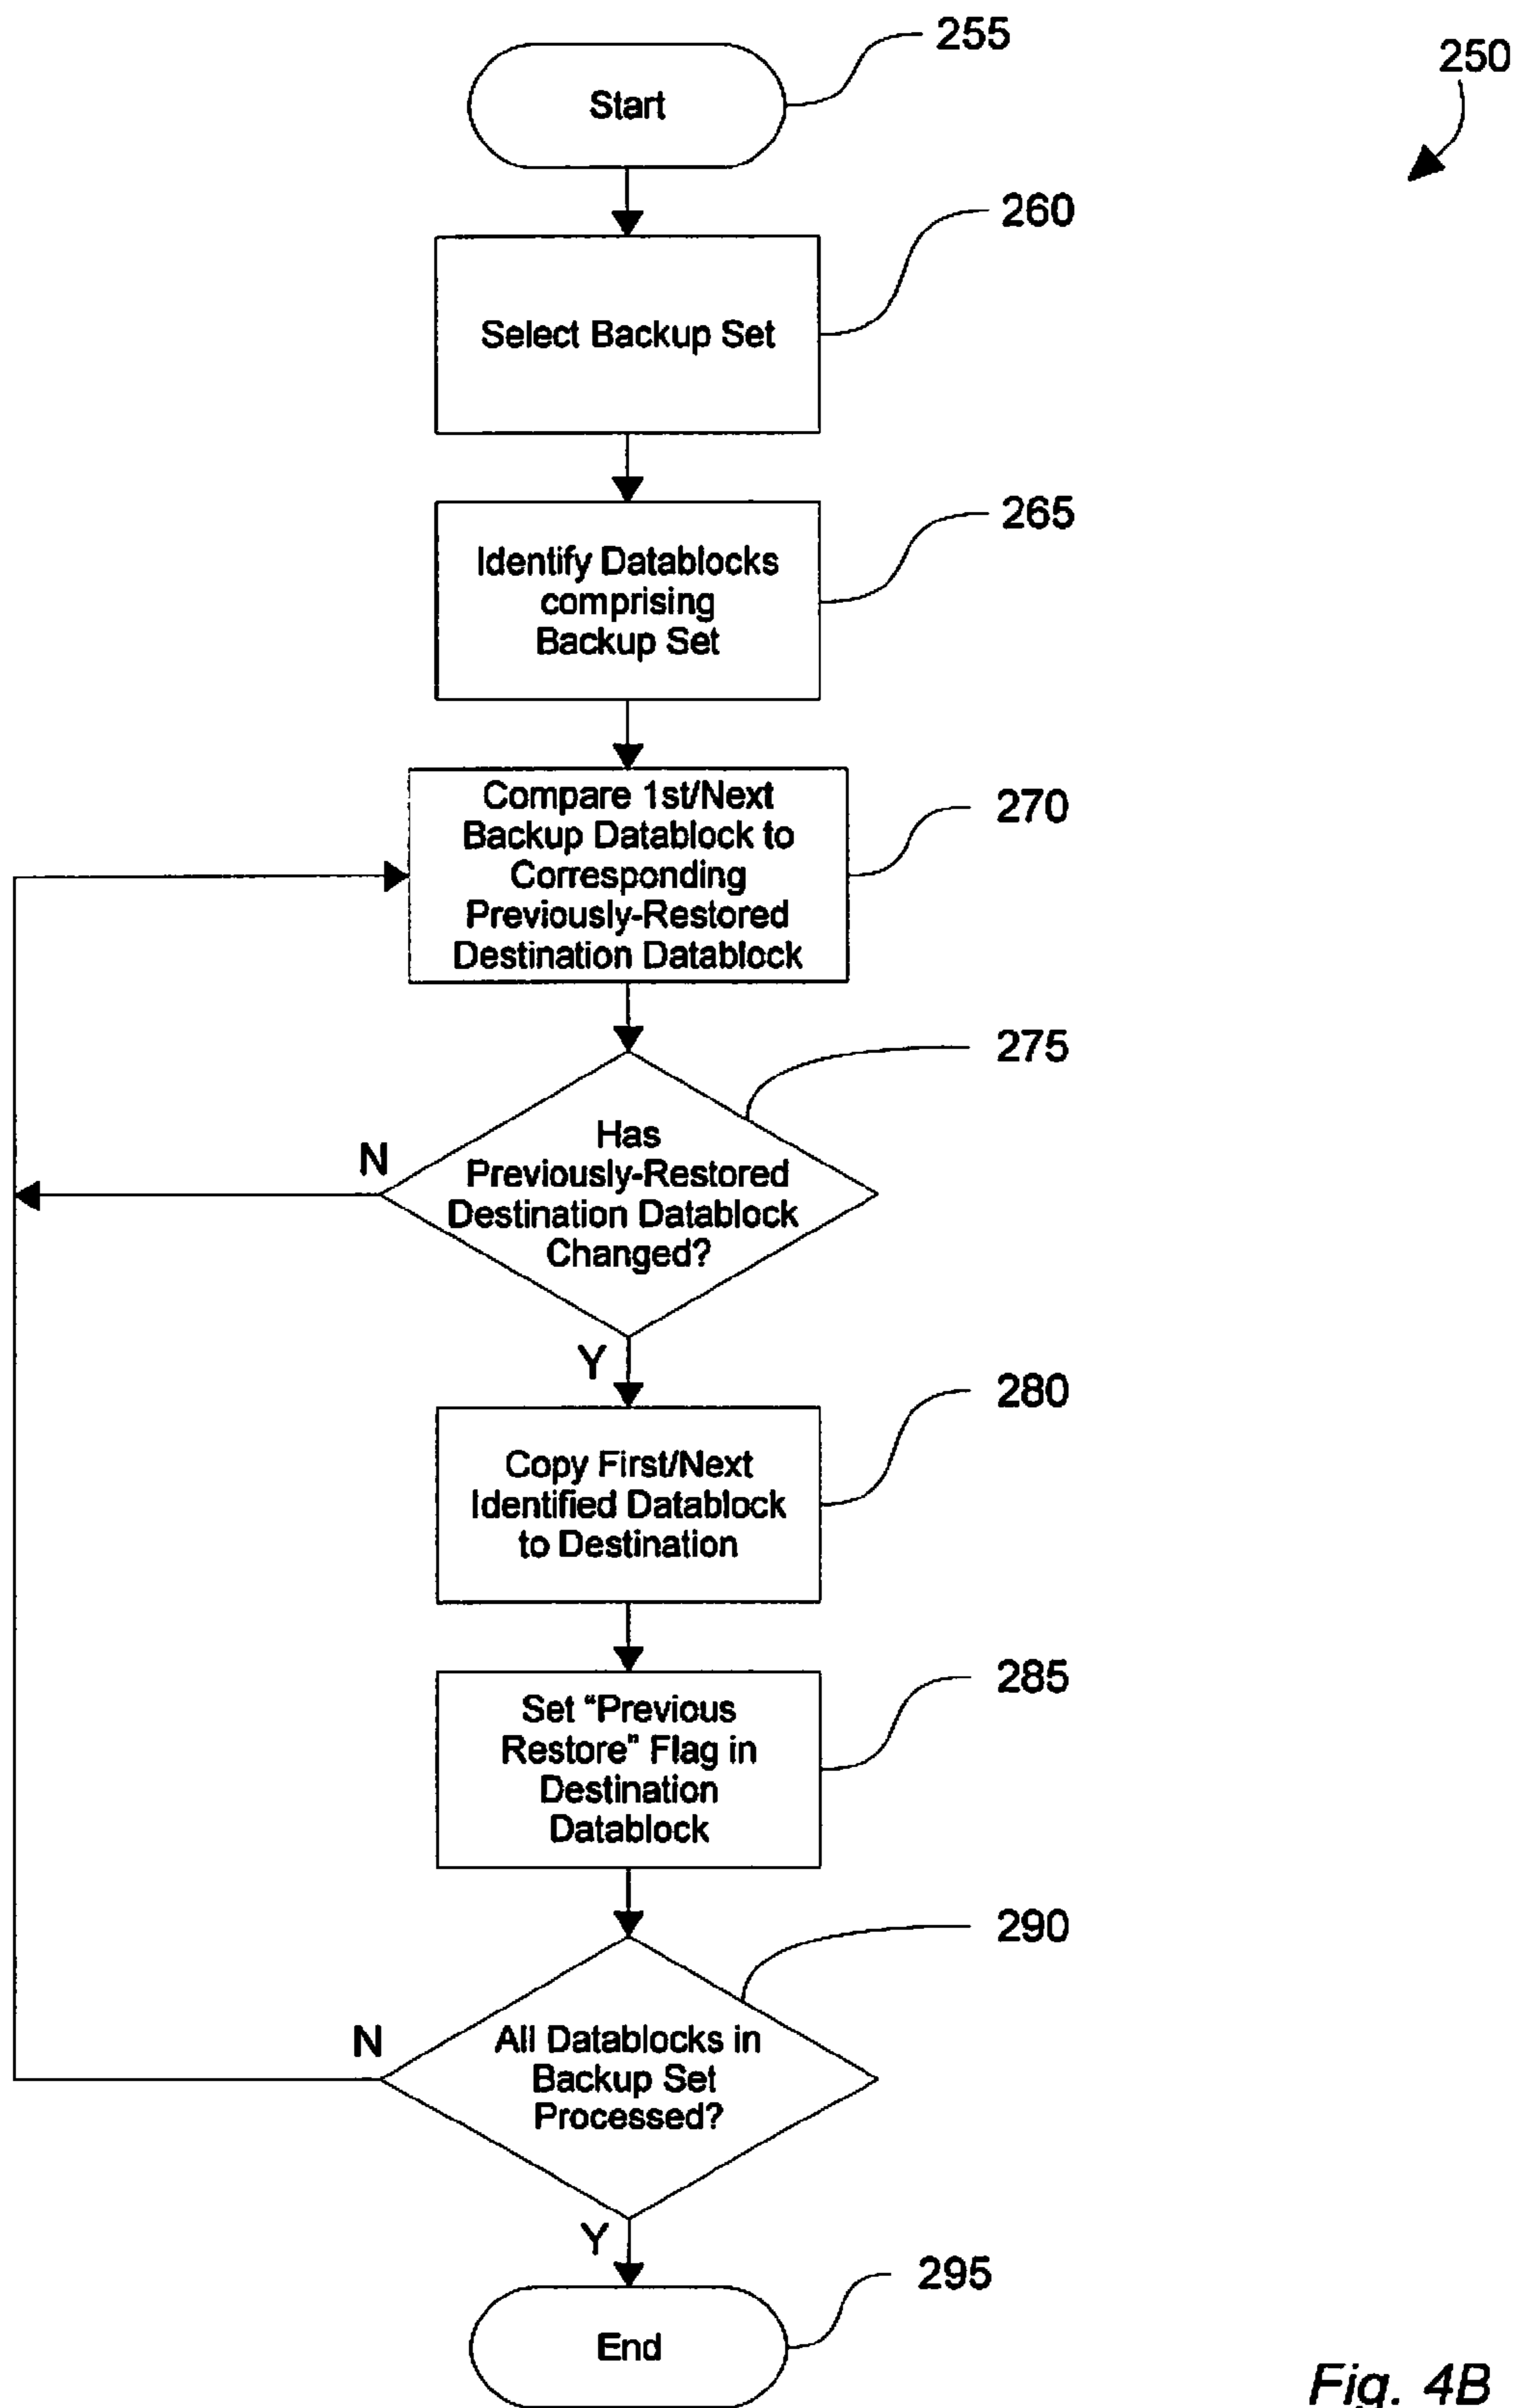 255
250
Start
260
Select Backup Set
265
Identify Datablocks
comprising
Backup Set
270
Compare 1st/Next
Backup Datablock to
Corresponding
Previously-Restored
Destination Datablock
275
N
Has
Previously-Restored
Destination Datablock
Changed?
Y
280
Copy First/Next
Identified Datablock
to Destination
285
Set “Previous
Restore” Flag in
Destination
Datablock
290
N
All Datablocks in
Backup Set
Processed?
Y
295
End
Fig. 4B